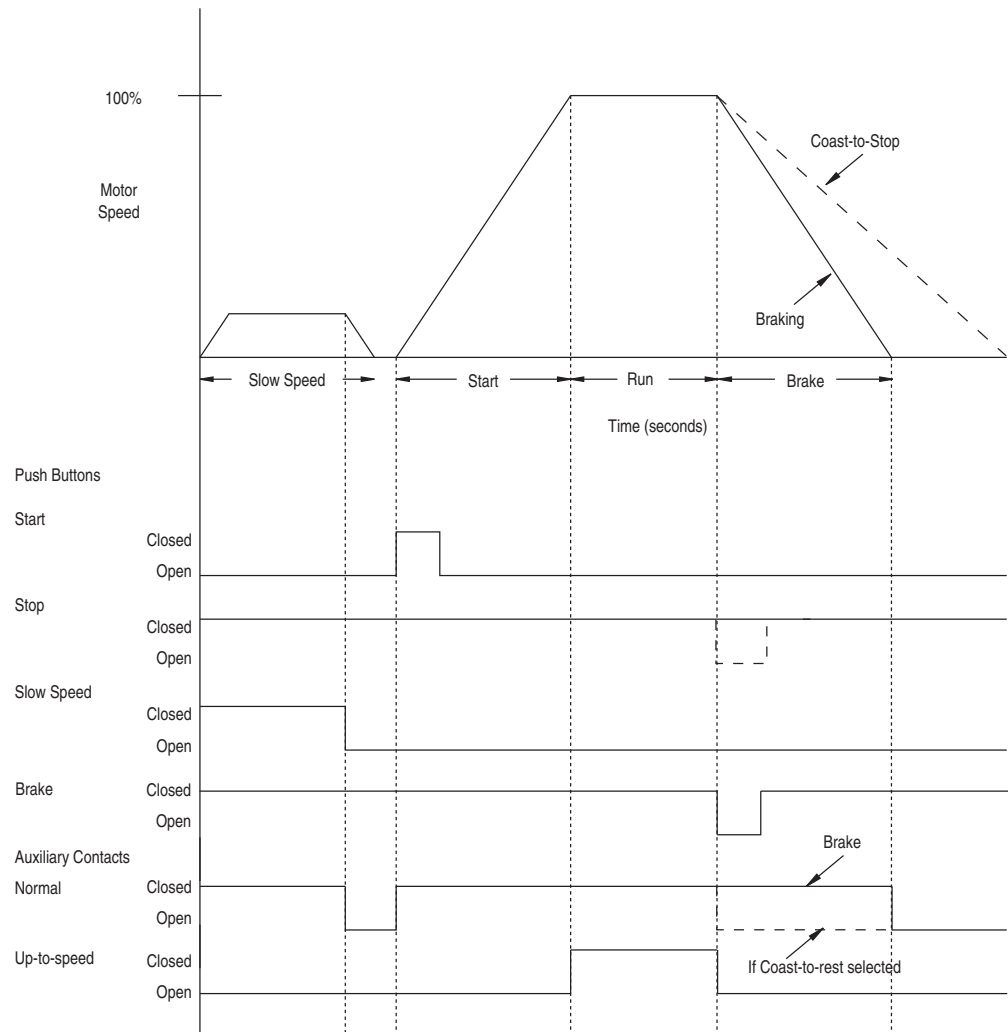 100%
Motor
Speed
Coast-to-Stop
Braking
Slow Speed
Start
Run
Brake
Time (seconds)
Push Buttons
Start
Closed
Open
Stop
Closed
Open
Slow Speed
Closed
Open
Brake
Closed
Open
Auxiliary Contacts
Brake
Normal
Closed
Open
If Coast-to-rest selected
Up-to-speed
Closed
Open